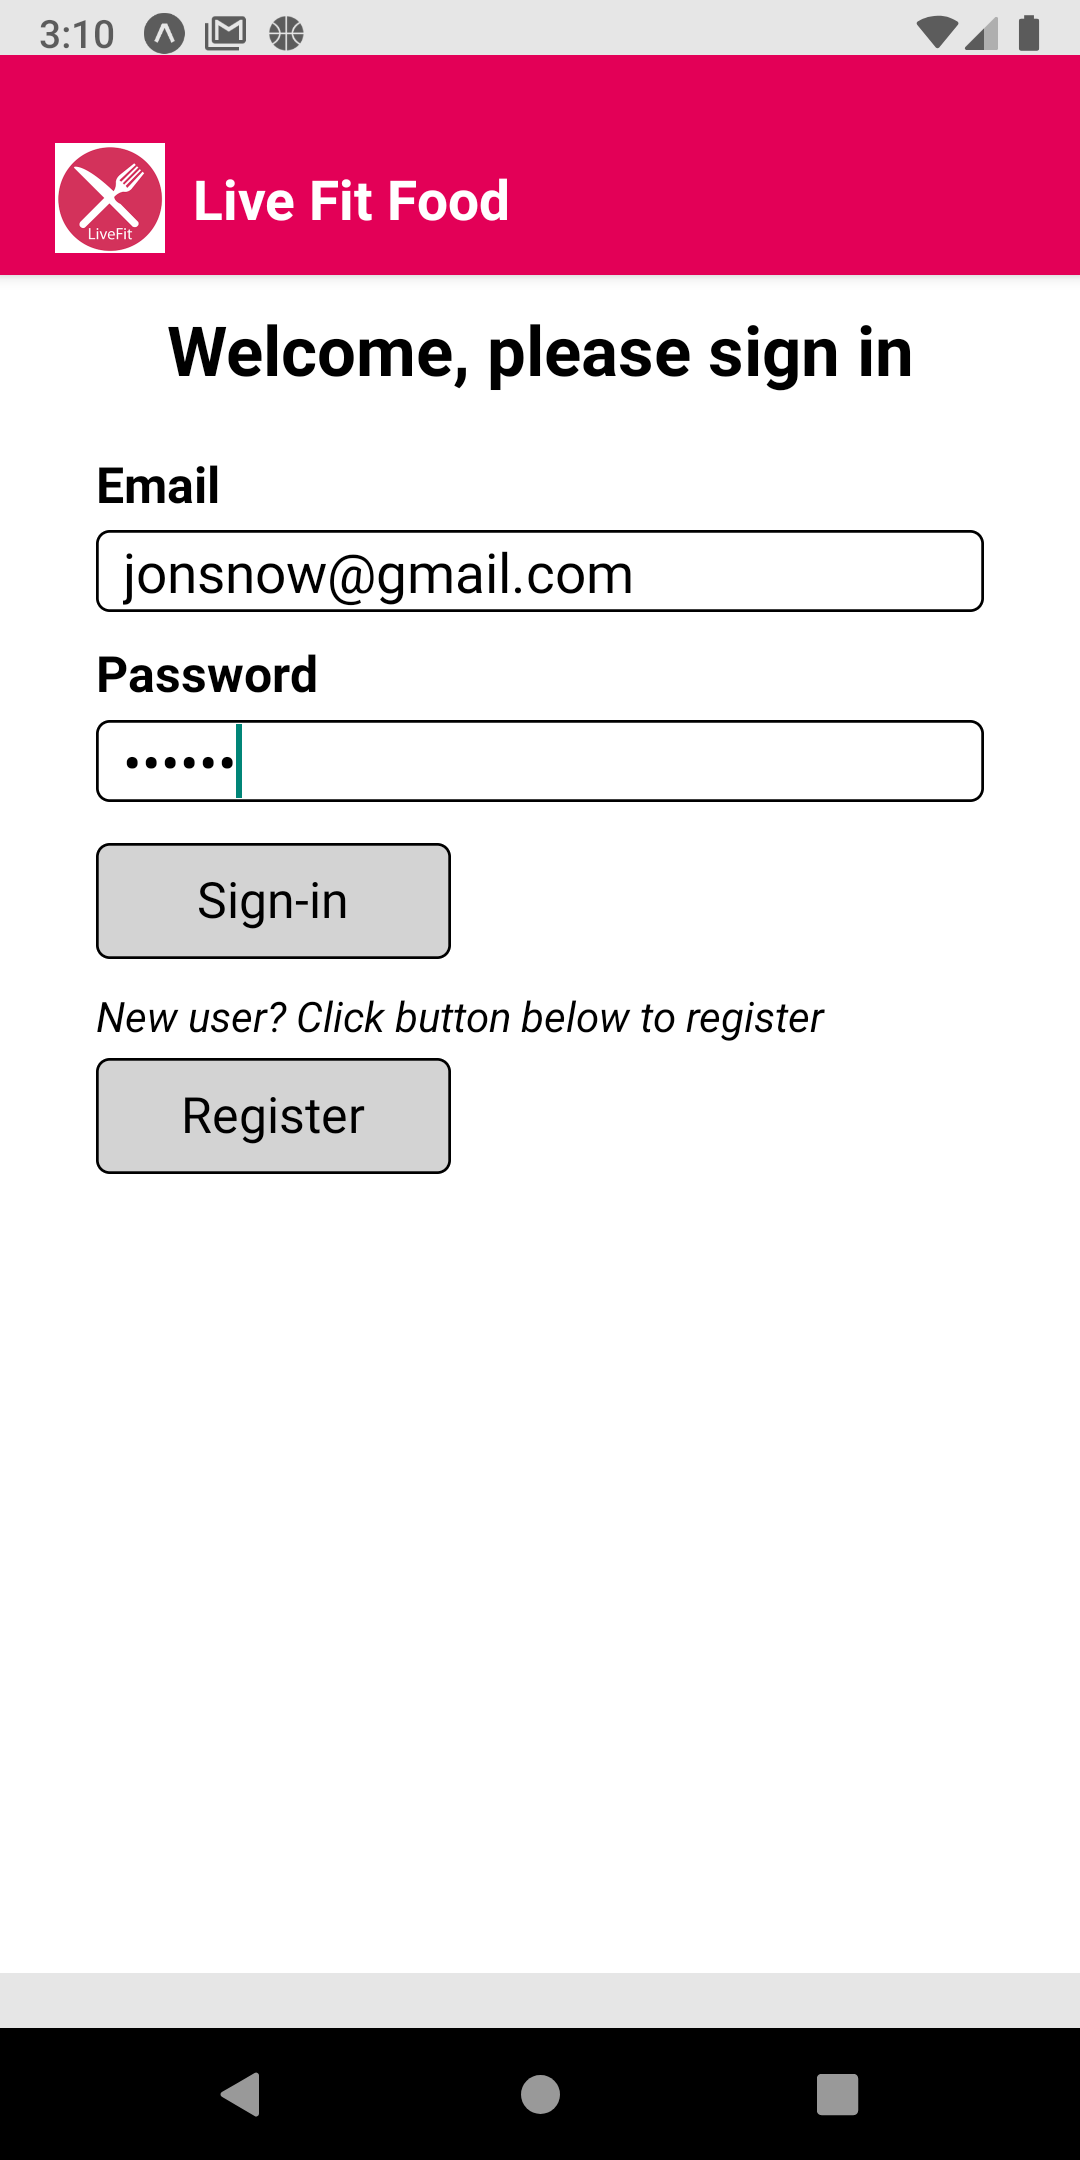 3:10
LiveFit
Live Fit Food
Welcome, please sign in
Email
jonsnow@gmail.com
Password
••••••
Sign-in
New user? Click button below to register
Register